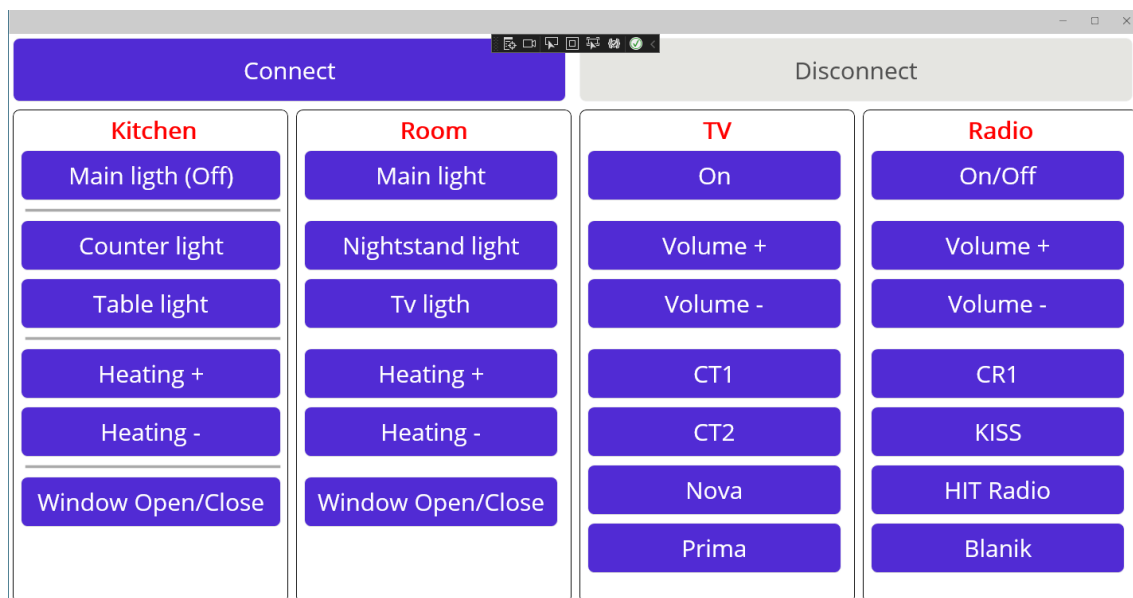 Connect
Disconnect
Kitchen
Main ligth (Off)
Counter light
Table light
Heating +
Heating -
Window Open/Close
Room
Main light
Nightstand light
Tv ligth
Heating +
Heating -
Window Open/Close
TV
On
Volume +
Volume -
CT1
CT2
Nova
Prima
Radio
On/Off
Volume +
Volume -
CR1
KISS
HIT Radio
Blanik